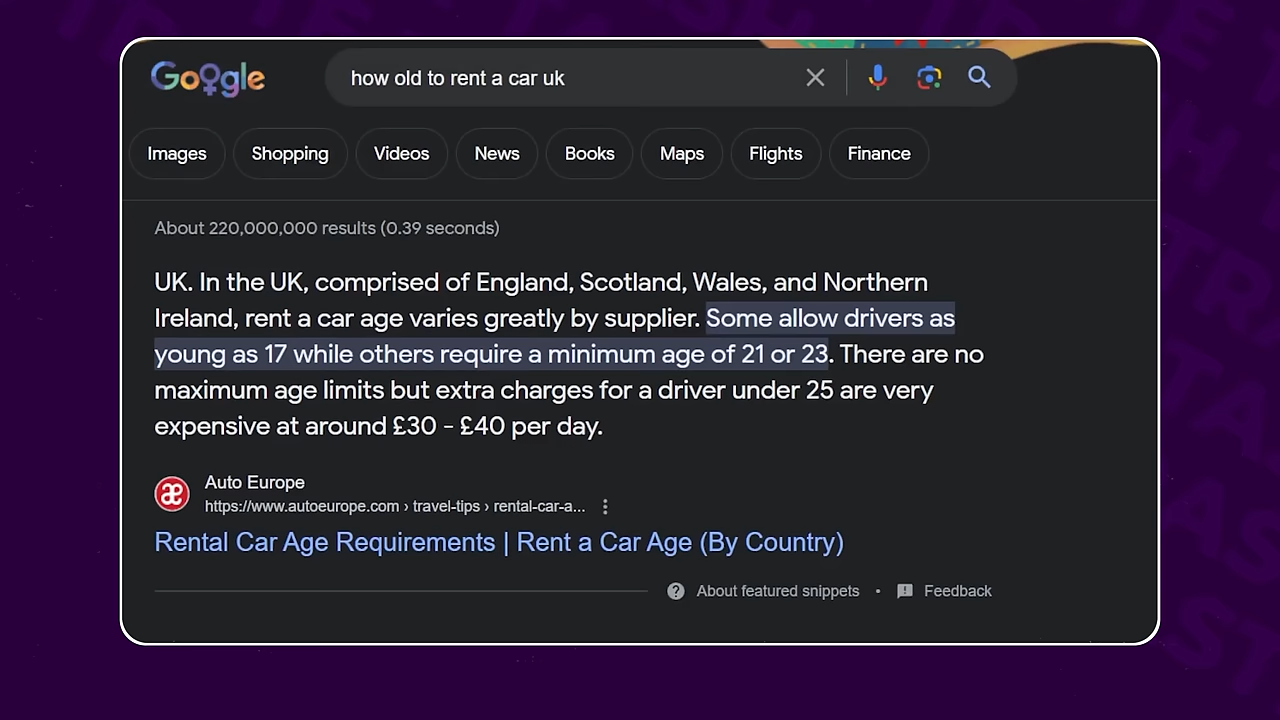 Google
how old to rent a car uk
Images Shopping Videos News Books Maps Flights Finance
About 220,000,000 results (0.39 seconds)
UK. In the UK, comprised of England, Scotland, Wales, and Northern
Ireland, rent a car age varies greatly by supplier. Some allow drivers as
young as 17 while others require a minimum age of 21 or 23. There are no
maximum age limits but extra charges for a driver under 25 are very
expensive at around £30 - £40 per day.
Auto Europe
https://www.autoeurope.com › travel-tips › rental-car-a...
Rental Car Age Requirements | Rent a Car Age (By Country)
About featured snippets • Feedback